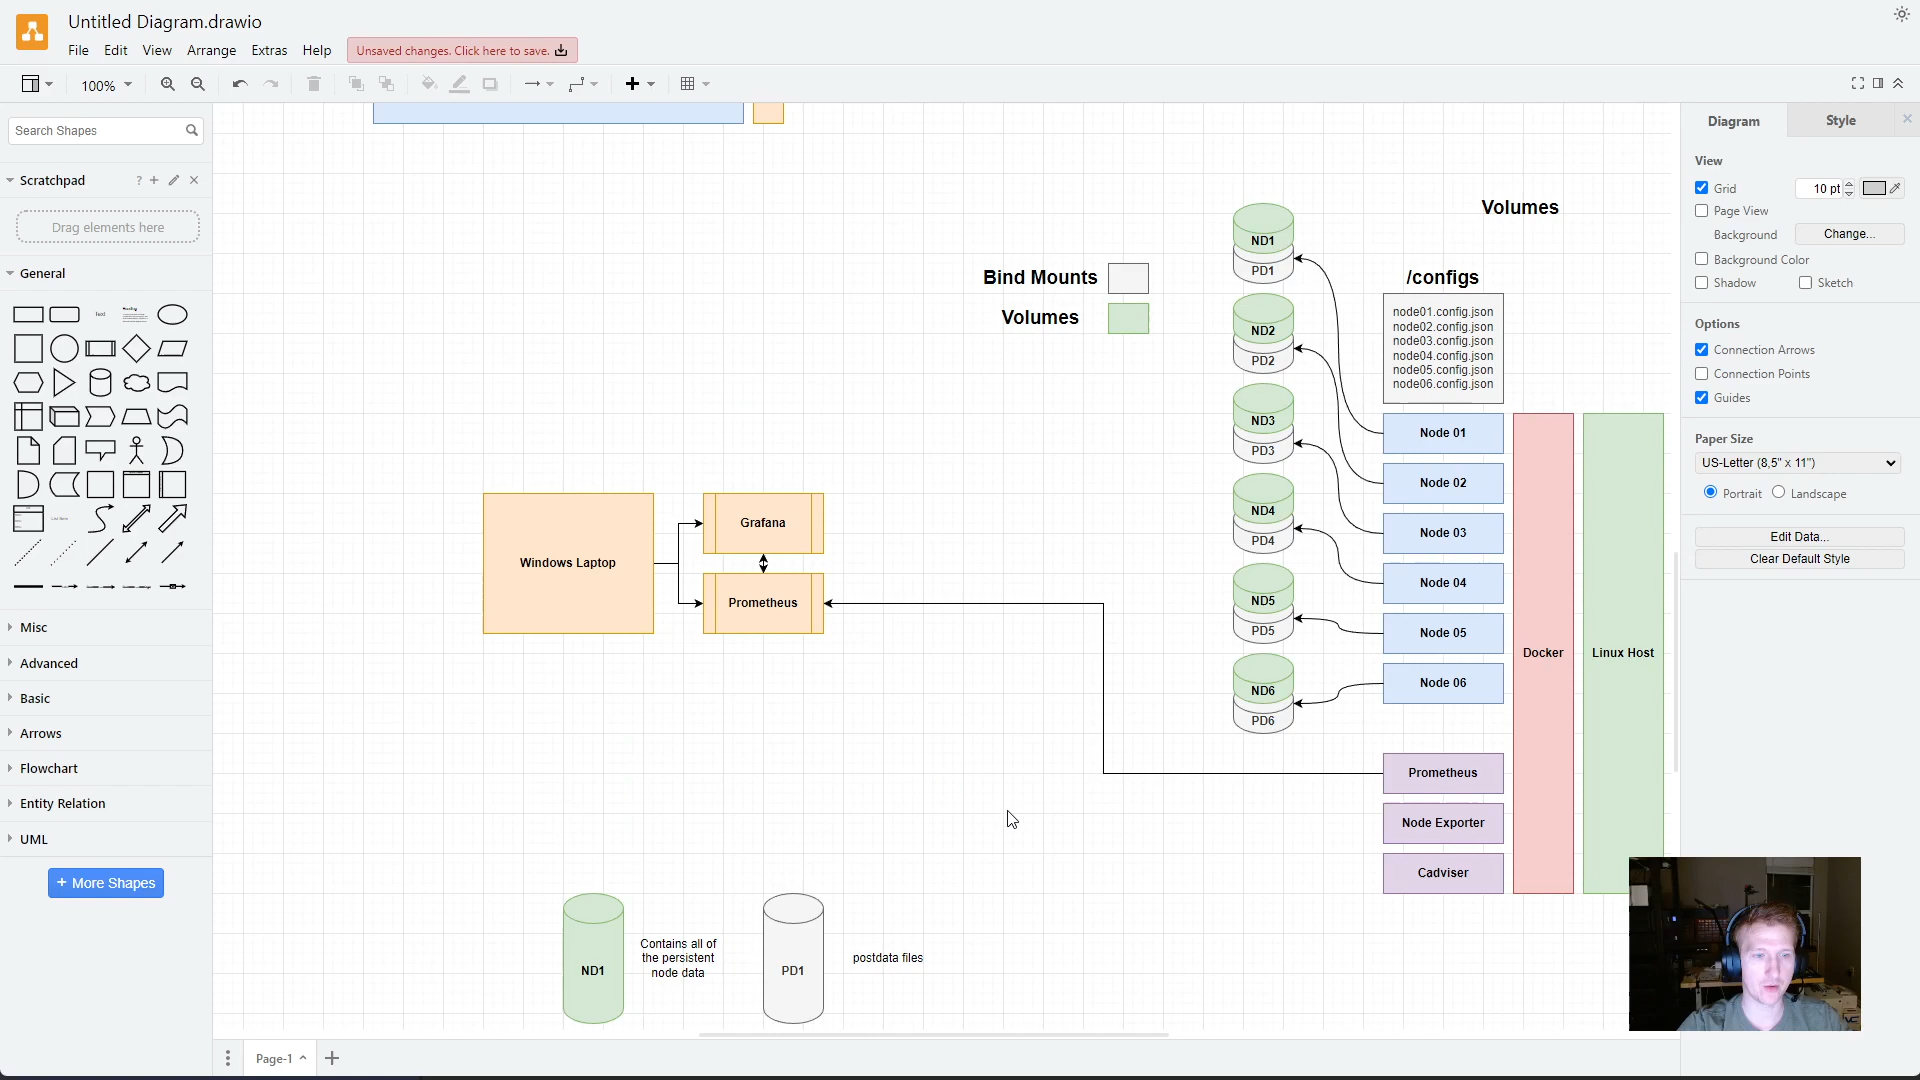 Untitled Diagram.drawio
File Edit View Arrange Extras Help
Unsaved changes. Click here to save.
100%
Search Shapes
Scratchpad
?
Drag elements here
General
Misc
Advanced
Basic
Arrows
Flowchart
Entity Relation
UML
+ More Shapes
Volumes
Bind Mounts
Volumes
/configs
node01.config.json
node02.config.json
node03.config.json
node04.config.json
node05.config.json
node06.config.json
ND1
PD1
ND2
PD2
ND3
PD3
ND4
PD4
ND5
PD5
ND6
PD6
Node 01
Node 02
Node 03
Node 04
Node 05
Node 06
Docker
Linux Host
Prometheus
Node Exporter
Cadviser
Windows Laptop
Grafana
Prometheus
ND1
Contains all of
the persistent
node data
PD1
postdata files
Page-1
Diagram
Style
View
Grid
10 pt
Page View
Background
Change...
Background Color
Shadow
Sketch
Options
Connection Arrows
Connection Points
Guides
Paper Size
US-Letter (8,5" x 11")
Portrait
Landscape
Edit Data...
Clear Default Style